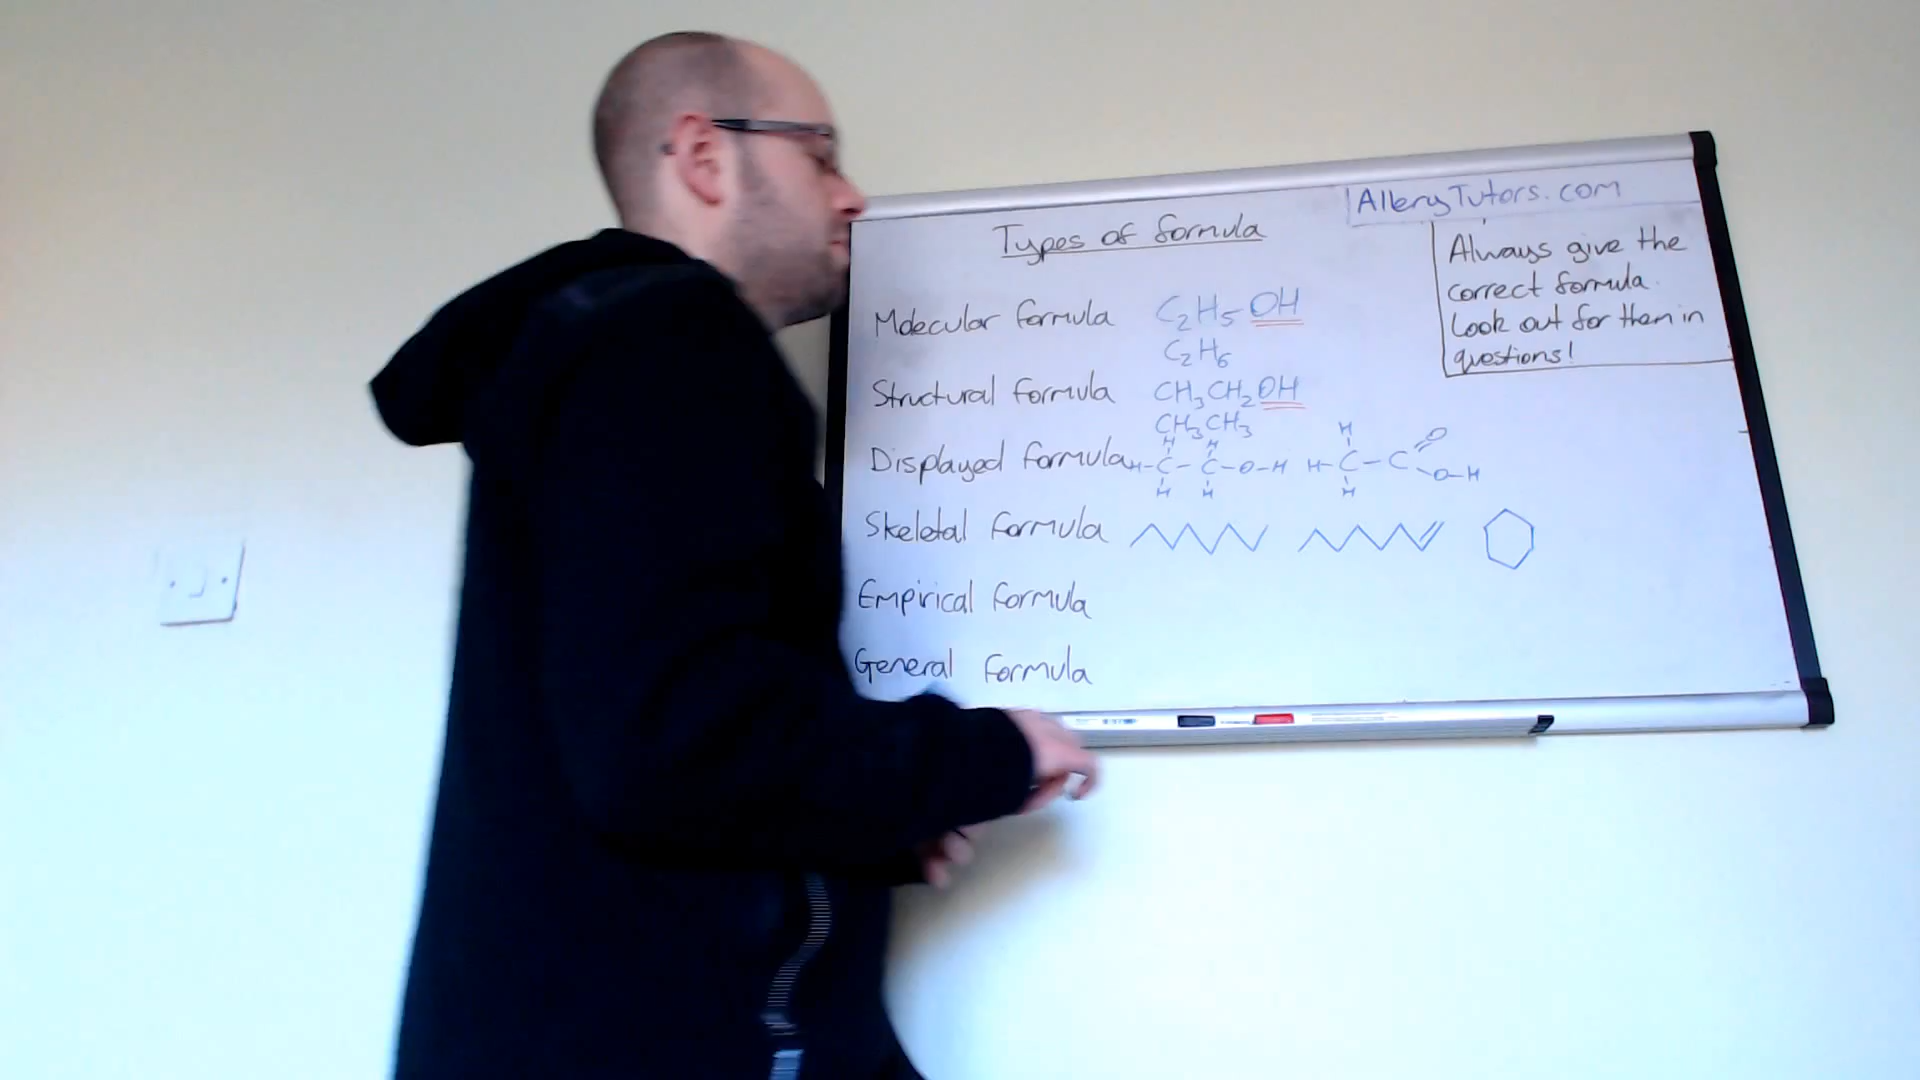 AlleryTutors.com
Types of formula
Always give the
correct formula.
Look out for them in
questions!
Molecular formula C₂H₅OH
C₂H₆
Structural formula CH₃CH₂OH
CH₃CH₃
Displayed formula H-C-C-O-H H-C-C O O-H
H H H
H H H
Skeletal formula
Empirical formula
General formula